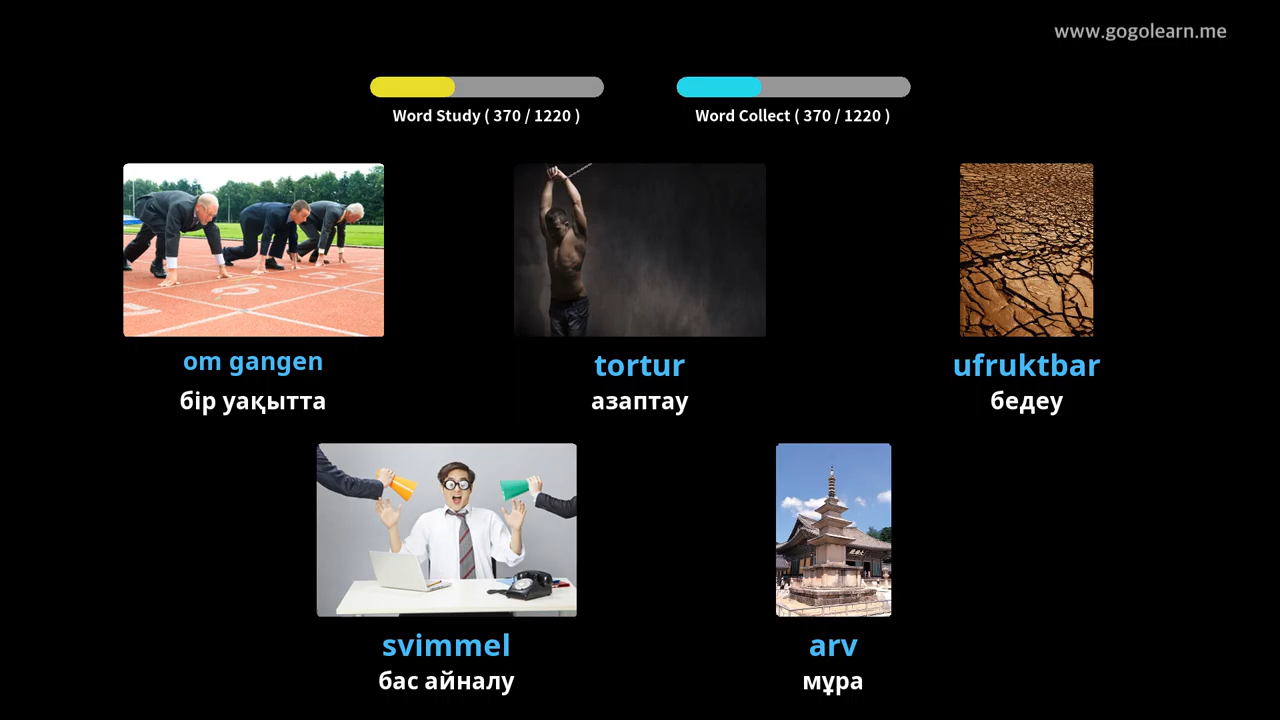 www.gogolearn.me
Word Study ( 370 / 1220 )
Word Collect ( 370 / 1220 )
om gangen
бір уақытта
tortur
азаптау
ufruktbar
бедеу
svimmel
бас айналу
arv
мұра